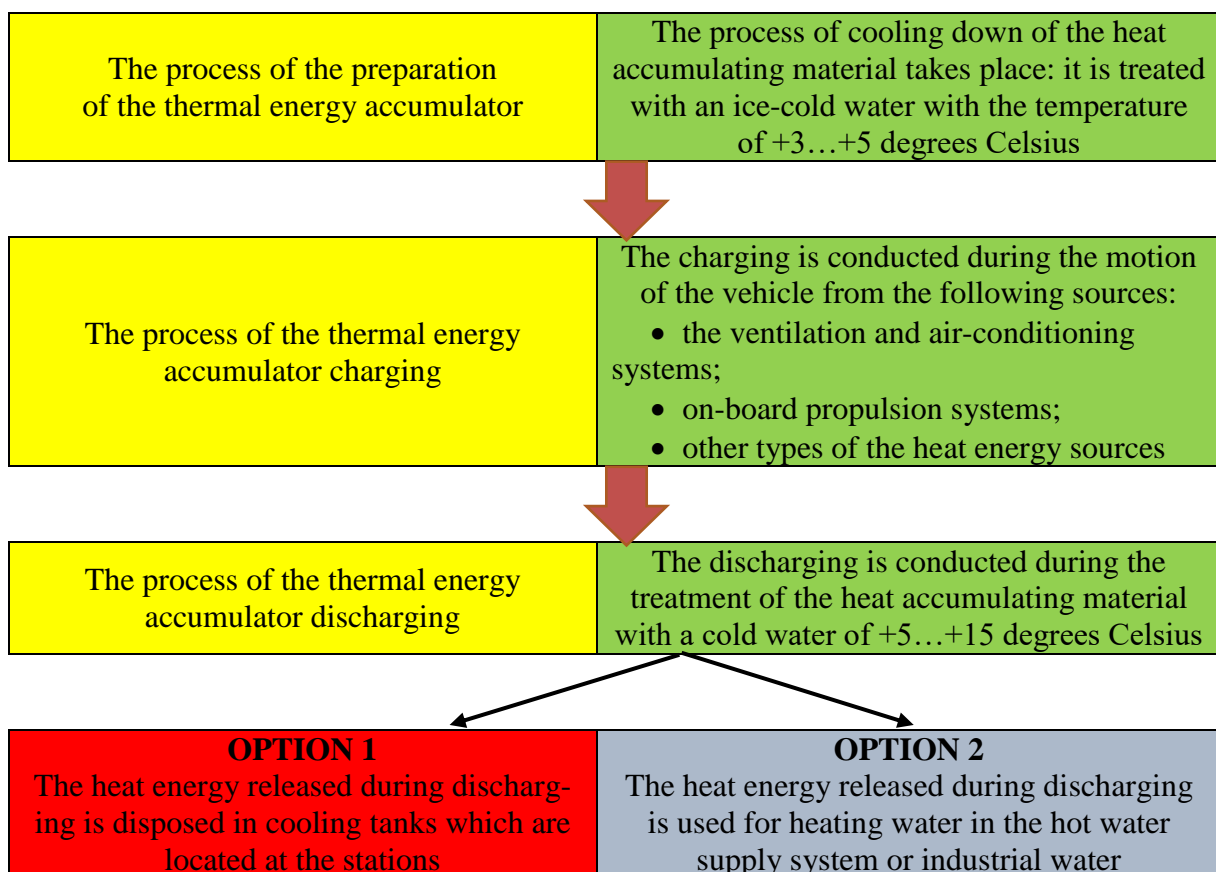 The process of the preparation
of the thermal energy accumulator
The process of cooling down of the heat
accumulating material takes place: it is treated
with an ice-cold water with the temperature
of +3…+5 degrees Celsius
The process of the thermal energy
accumulator charging
The charging is conducted during the motion
of the vehicle from the following sources:
• the ventilation and air-conditioning
systems;
• on-board propulsion systems;
• other types of the heat energy sources
The process of the thermal energy
accumulator discharging
The discharging is conducted during the
treatment of the heat accumulating material
with a cold water of +5…+15 degrees Celsius
OPTION 1
The heat energy released during discharg-
ing is disposed in cooling tanks which are
located at the stations
OPTION 2
The heat energy released during discharging
is used for heating water in the hot water
supply system or industrial water